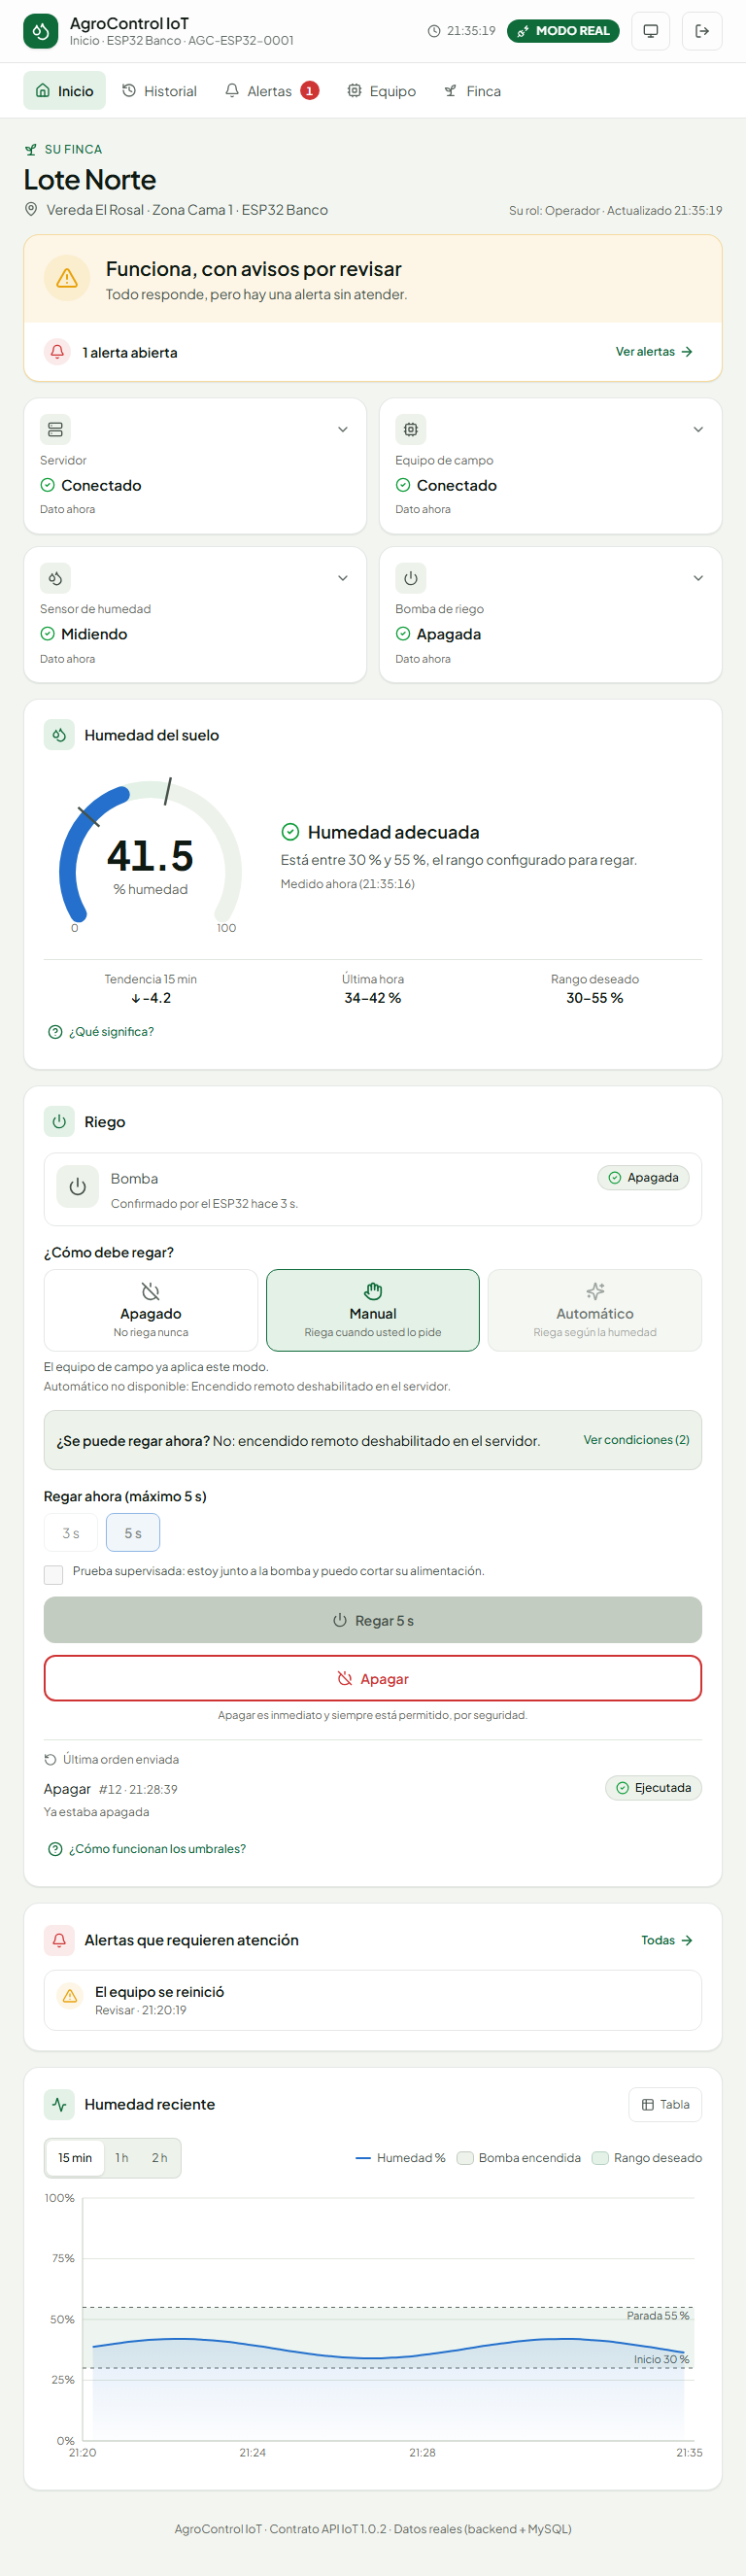 AgroControl IoT
Inicio · ESP32 Banco · AGC-ESP32-0001
21:35:19
MODO REAL
Inicio
Historial
Alertas 1
Equipo
Finca
SU FINCA
Lote Norte
Vereda El Rosal · Zona Cama 1 · ESP32 Banco
Su rol: Operador · Actualizado 21:35:19
Funciona, con avisos por revisar
Todo responde, pero hay una alerta sin atender.
1 alerta abierta
Ver alertas →
Servidor
Conectado
Dato ahora
Equipo de campo
Conectado
Dato ahora
Sensor de humedad
Midiendo
Dato ahora
Bomba de riego
Apagada
Dato ahora
Humedad del suelo
41.5
% humedad
0
100
Humedad adecuada
Está entre 30 % y 55 %, el rango configurado para regar.
Medido ahora (21:35:16)
Tendencia 15 min
↓ -4.2
Última hora
34–42 %
Rango deseado
30–55 %
¿Qué significa?
Riego
Bomba
Confirmado por el ESP32 hace 3 s.
Apagada
¿Cómo debe regar?
Apagado
No riega nunca
Manual
Riega cuando usted lo pide
Automático
Riega según la humedad
El equipo de campo ya aplica este modo.
Automático no disponible: Encendido remoto deshabilitado en el servidor.
¿Se puede regar ahora? No: encendido remoto deshabilitado en el servidor.
Ver condiciones (2)
Regar ahora (máximo 5 s)
3 s
5 s
Prueba supervisada: estoy junto a la bomba y puedo cortar su alimentación.
Regar 5 s
Apagar
Apagar es inmediato y siempre está permitido, por seguridad.
Última orden enviada
Apagar #12 · 21:28:39
Ejecutada
Ya estaba apagada
¿Cómo funcionan los umbrales?
Alertas que requieren atención
Todas →
El equipo se reinició
Revisar · 21:20:19
Humedad reciente
Tabla
15 min
1 h
2 h
Humedad %
Bomba encendida
Rango deseado
100%
75%
50%
25%
0%
Parada 55 %
Inicio 30 %
21:20
21:24
21:28
21:35
AgroControl IoT · Contrato API IoT 1.0.2 · Datos reales (backend + MySQL)